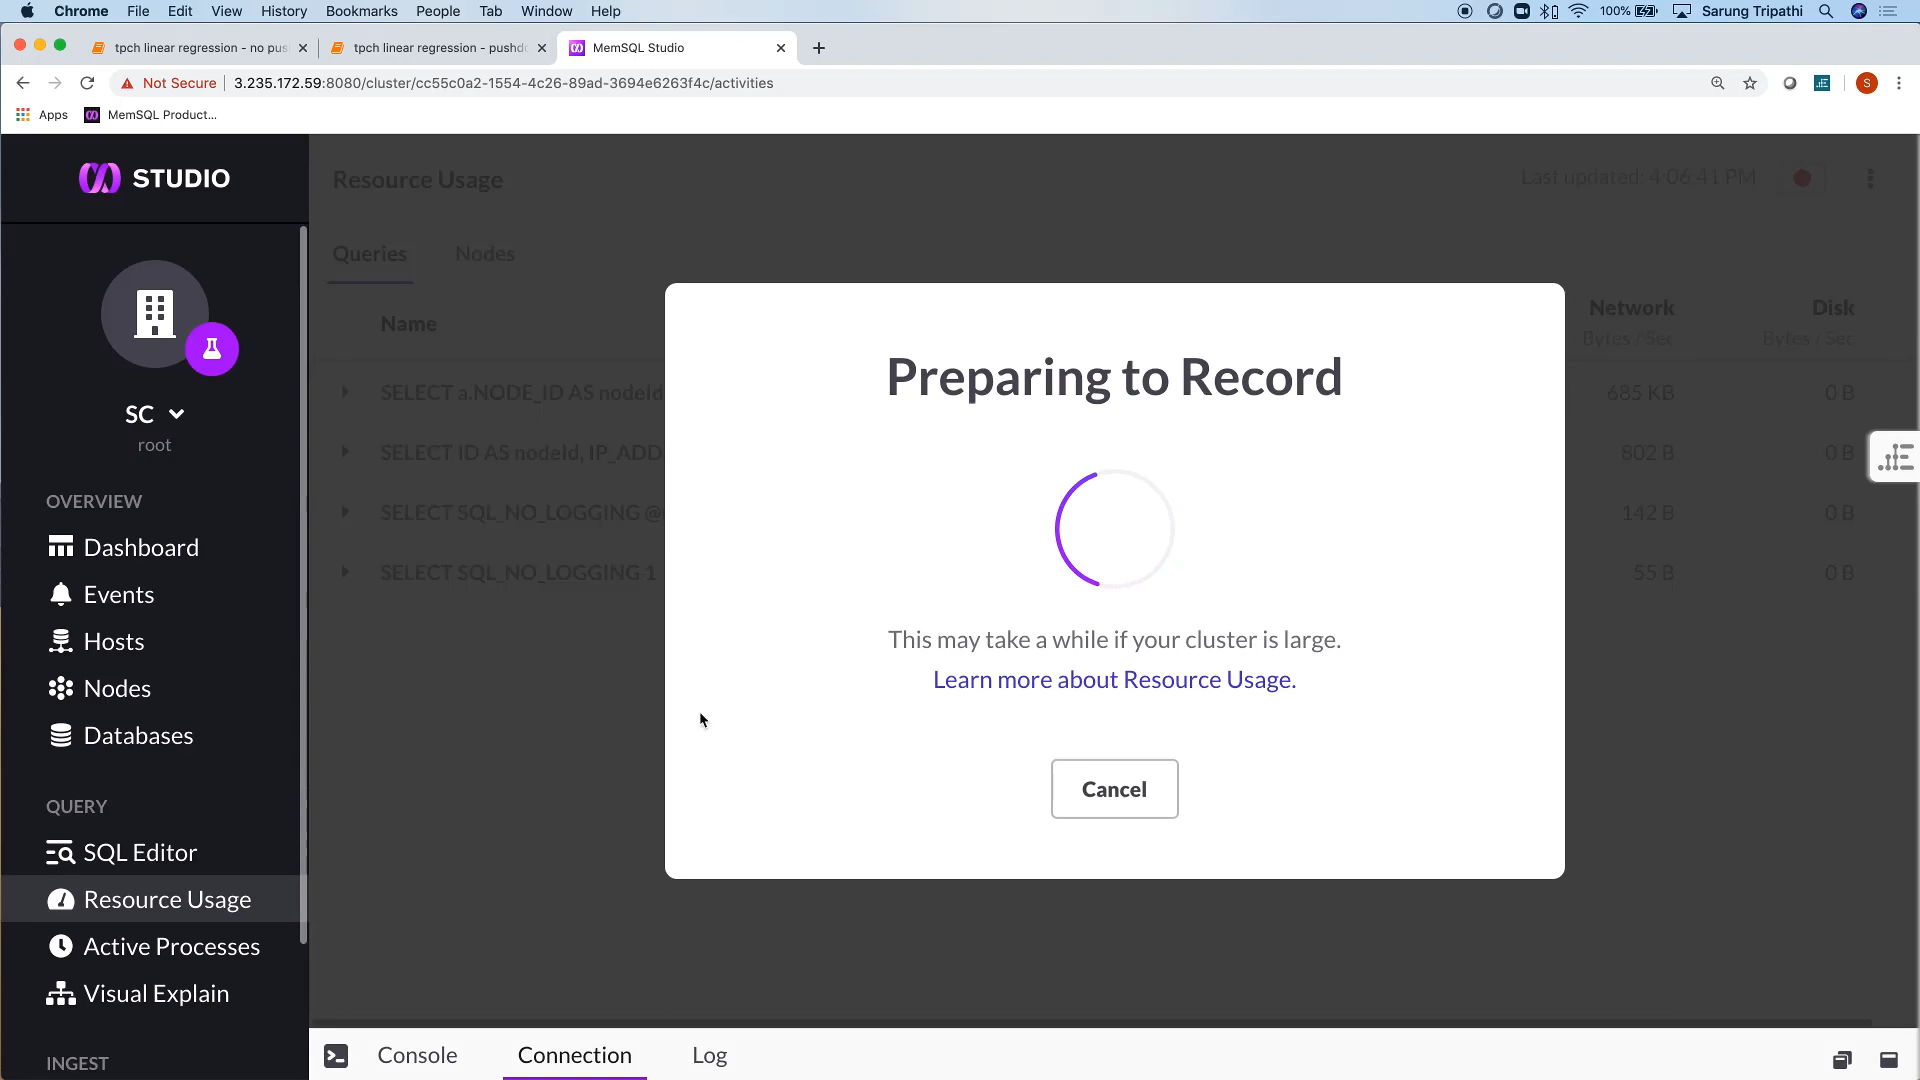 Chrome File Edit View History Bookmarks People Tab Window Help 100% Sarung Tripathi
tpch linear regression - no pus tpch linear regression - pushdo MemSQL Studio
Not Secure 3.235.172.59:8080/cluster/cc55c0a2-1554-4c26-89ad-3694e6263f4c/activities S
Apps MemSQL Product...
STUDIO
SC
root
OVERVIEW
Dashboard
Events
Hosts
Nodes
Databases
QUERY
SQL Editor
Resource Usage
Active Processes
Visual Explain
INGEST
Resource Usage Last updated: 4:06:41 PM
Queries Nodes
Name Network Disk
Bytes / Sec Bytes / Sec
SELECT a.NODE_ID AS nodeId 685 KB 0 B
SELECT ID AS nodeId, IP_ADD 802 B 0 B
SELECT SQL_NO_LOGGING @ 142 B 0 B
SELECT SQL_NO_LOGGING 1 55 B 0 B
Preparing to Record
This may take a while if your cluster is large.
Learn more about Resource Usage.
Cancel
Console Connection Log